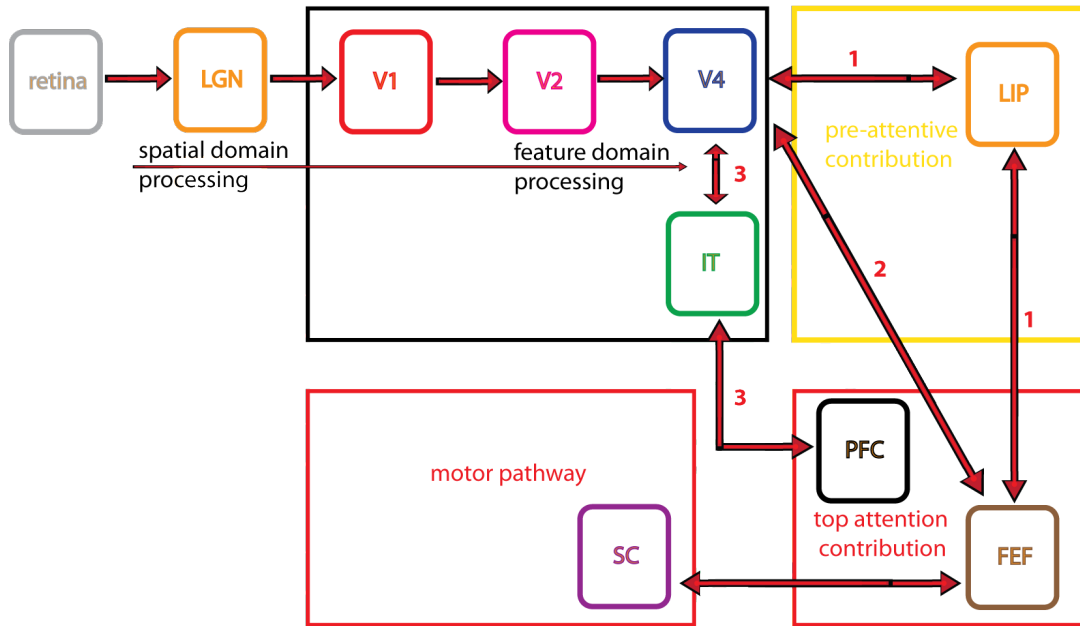 retina
LGN
V1
V2
V4
1
LIP
pre-attentive
contribution
spatial domain
processing
feature domain
processing
3
IT
2
1
3
PFC
motor pathway
top attention
contribution
SC
FEF